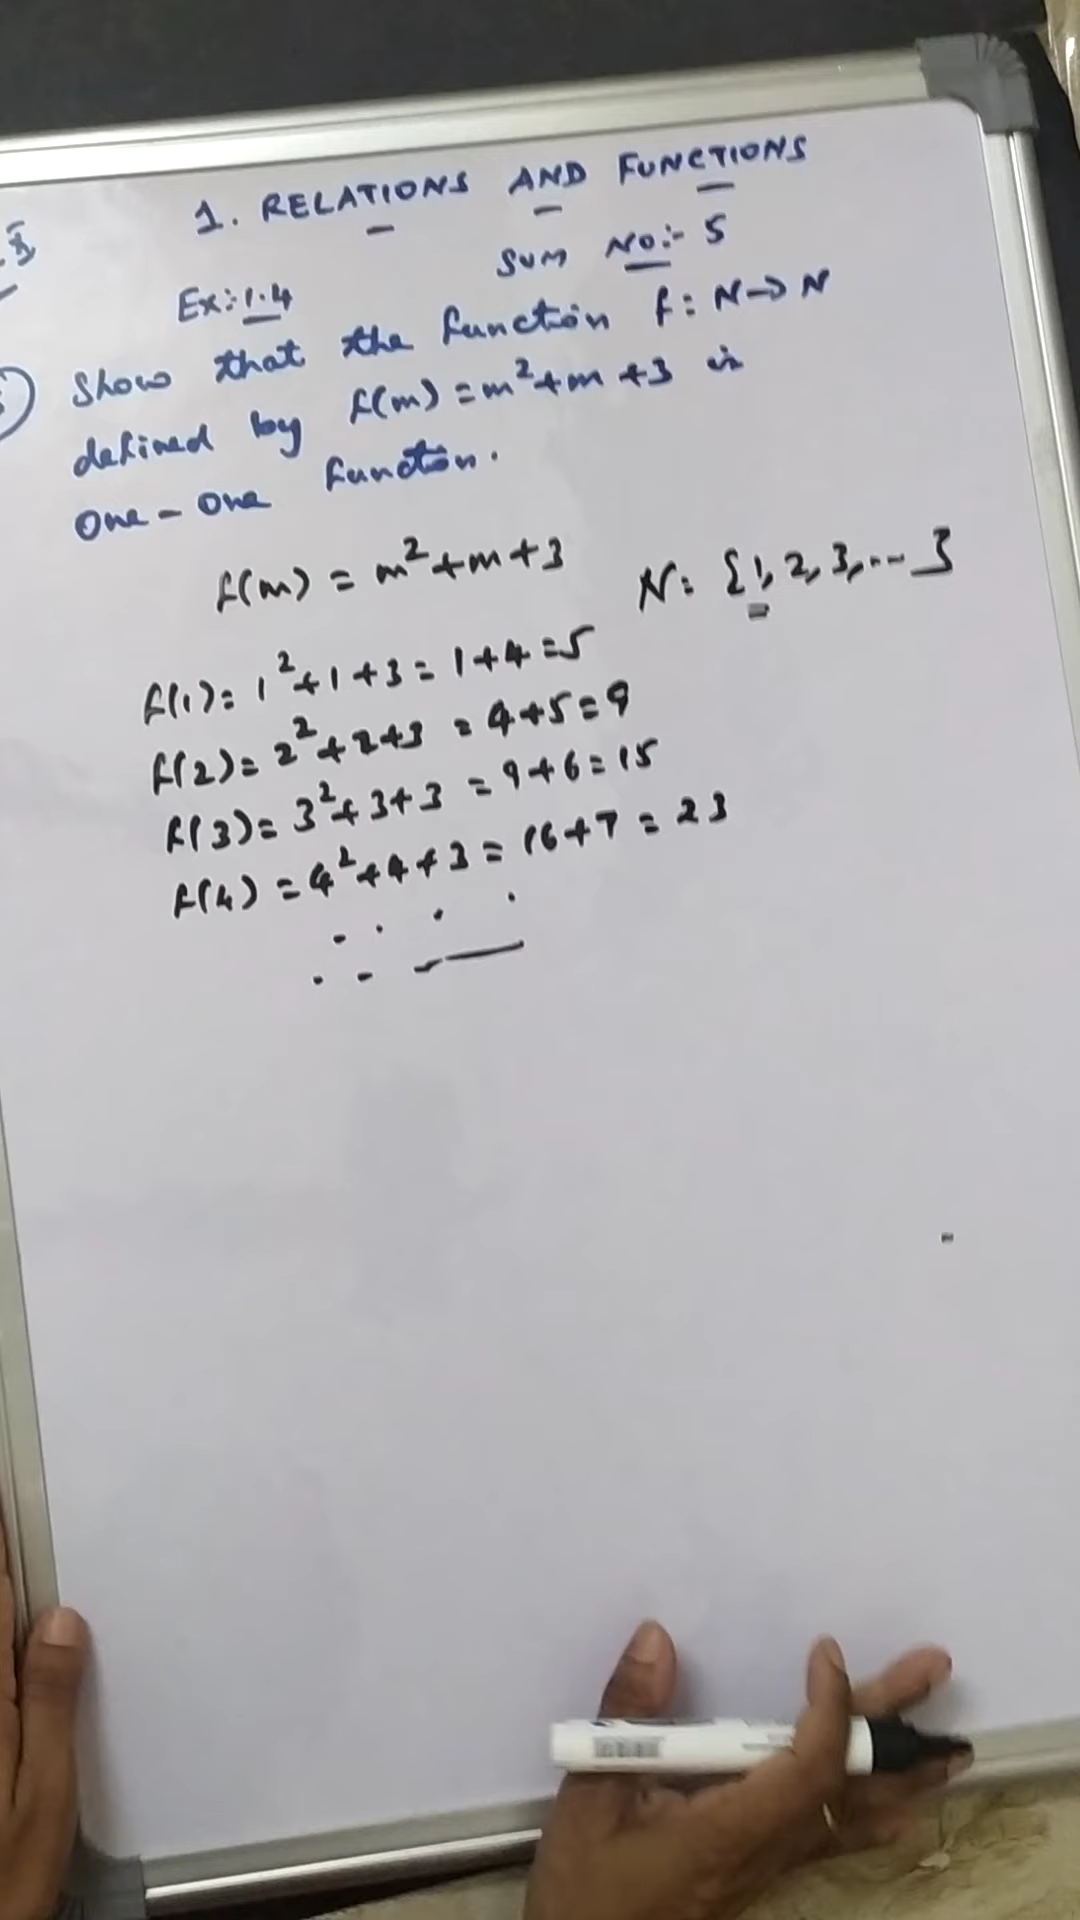 1. RELATIONS AND FUNCTIONS
Ex:-1.4 SUM NO:- 5
Show that the function f: N→N
defined by f(m) = m²+m+3 is
one-one function.
f(m) = m²+m+3 N: {1, 2, 3, ... }
f(1)= 1²+1+3 = 1+4 =5
f(2)= 2²+2+3 = 4+5=9
f(3)= 3²+3+3 = 9+6=15
f(4) = 4²+4+3 = 16+7 = 23